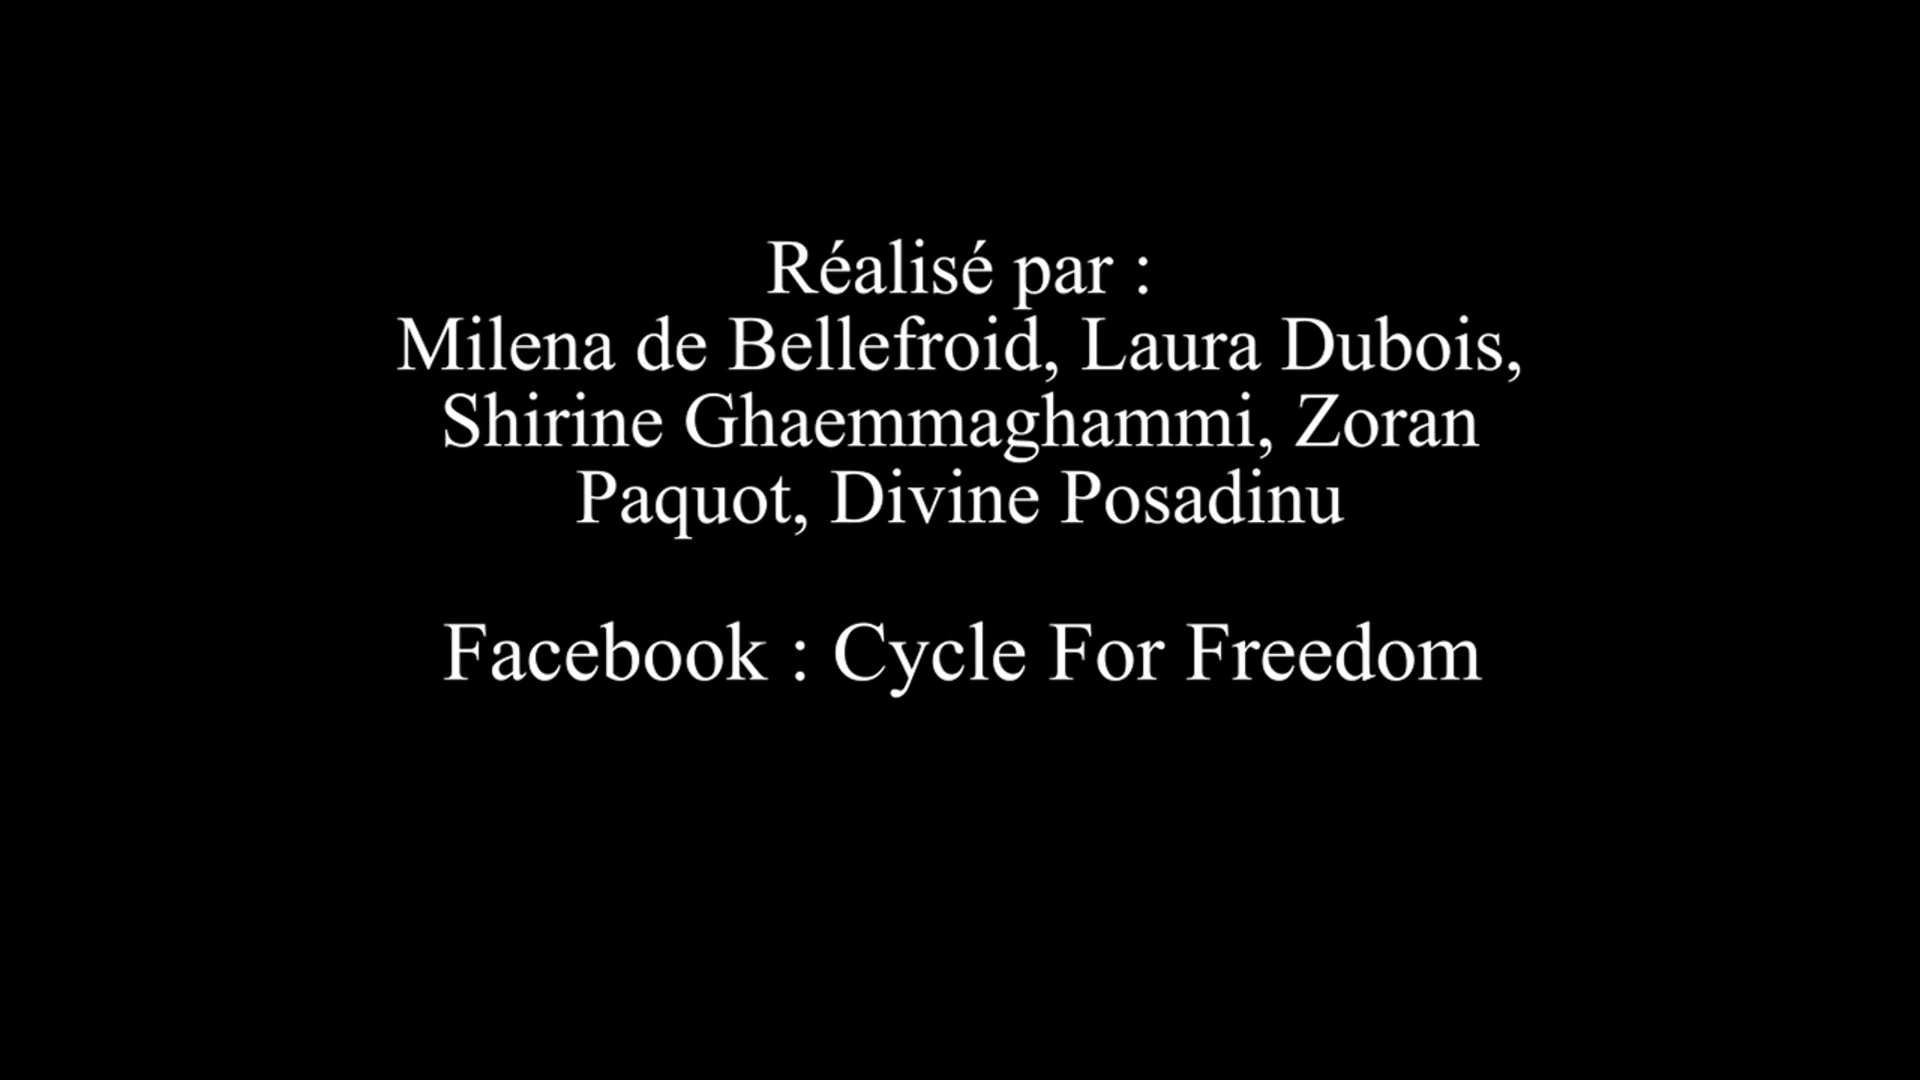 Réalisé par :
Milena de Bellefroid, Laura Dubois,
Shirine Ghaemmaghammi, Zoran
Paquot, Divine Posadinu
Facebook : Cycle For Freedom